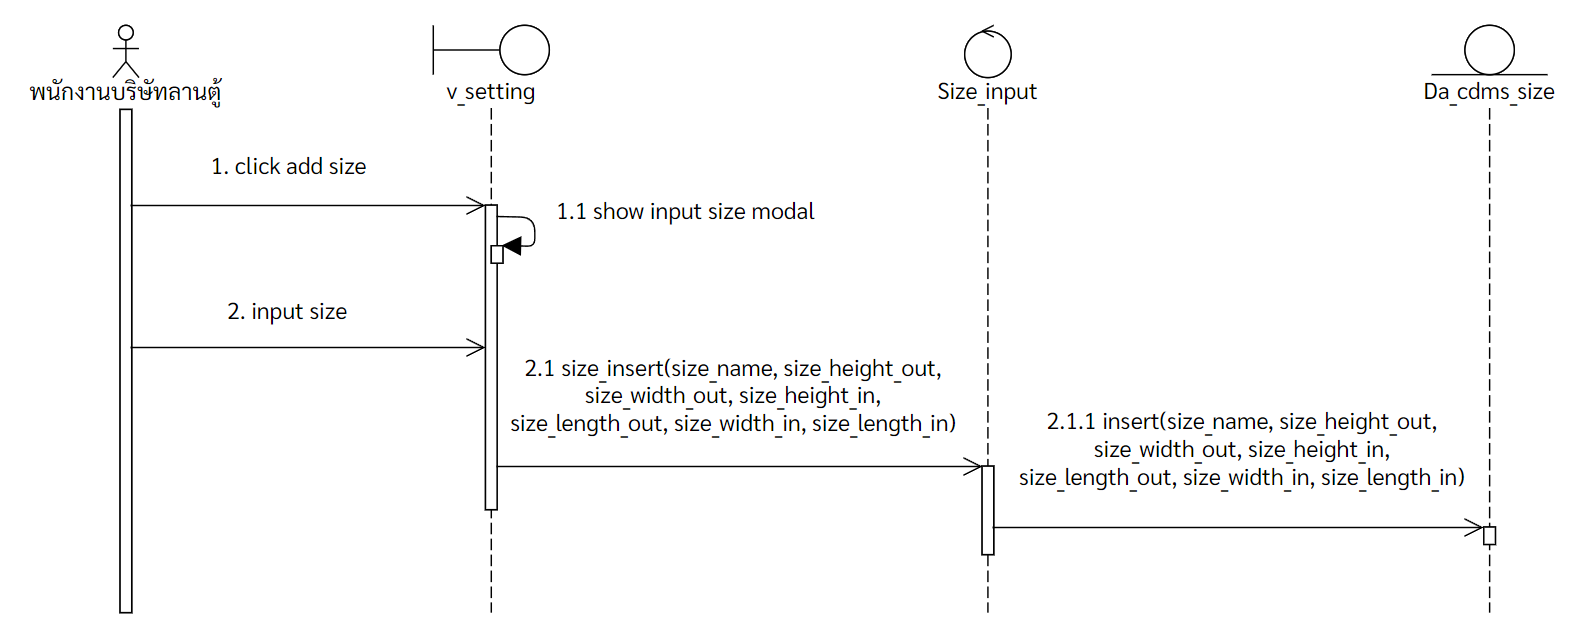 พนักงานบริษัทลานตู้
v_setting
Size_input
Da_cdms_size
1. click add size
1.1 show input size modal
2. input size
2.1 size_insert(size_name, size_height_out,
size_width_out, size_height_in,
size_length_out, size_width_in, size_length_in)
2.1.1 insert(size_name, size_height_out,
size_width_out, size_height_in,
size_length_out, size_width_in, size_length_in)